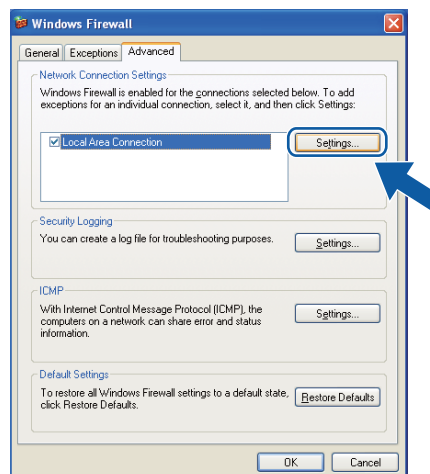 Windows Firewall
General Exceptions Advanced
Network Connection Settings
Windows Firewall is enabled for the connections selected below. To add
exceptions for an individual connection, select it, and then click Settings:
Local Area Connection
Settings...
Security Logging
You can create a log file for troubleshooting purposes.
Settings...
ICMP
With Internet Control Message Protocol (ICMP), the
computers on a network can share error and status
information.
Settings...
Default Settings
To restore all Windows Firewall settings to a default state,
click Restore Defaults.
Restore Defaults
OK Cancel